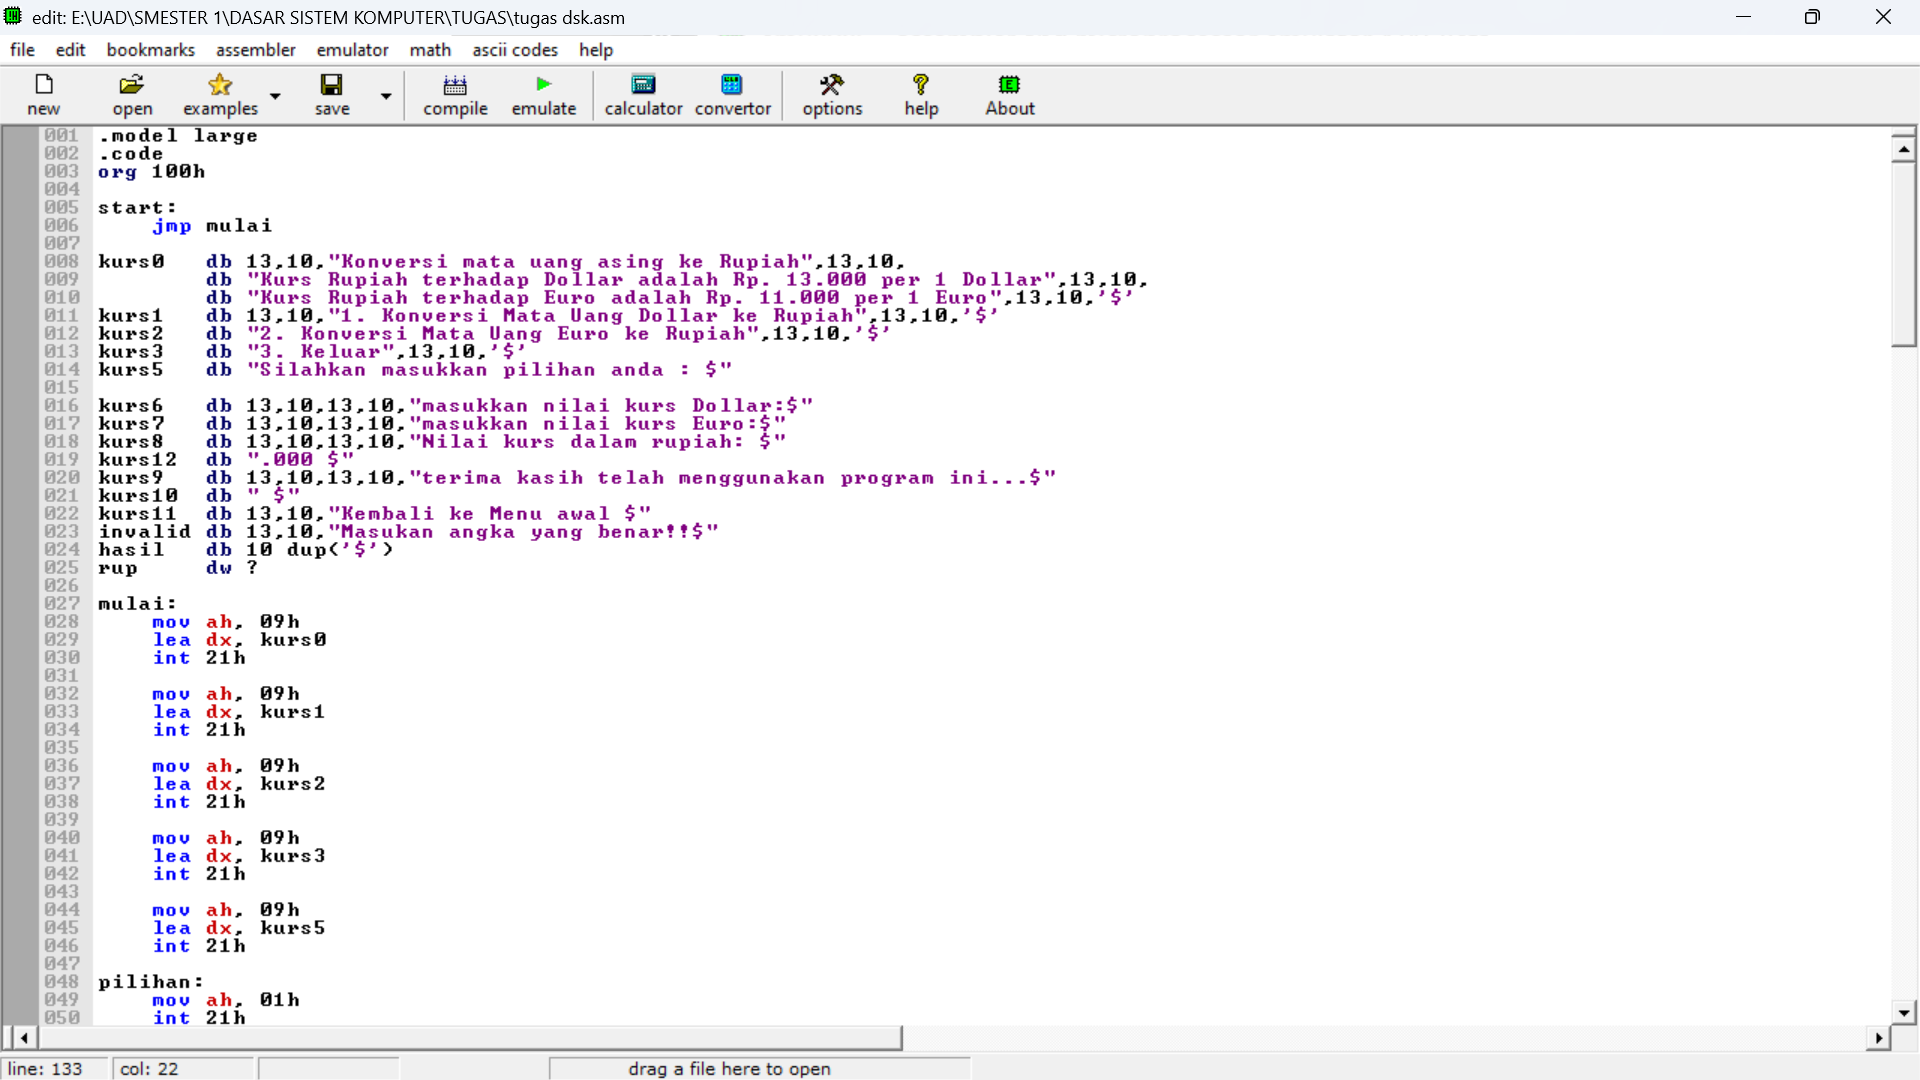 edit: E:\UAD\SMESTER 1\DASAR SISTEM KOMPUTER\TUGAS\tugas dsk.asm
file edit bookmarks assembler emulator math ascii codes help
new open examples save compile emulate calculator convertor options help About
001 .model large
002 .code
003 org 100h
004
005 start:
006 jmp mulai
007
008 kurs0 db 13,10,"Konversi mata uang asing ke Rupiah",13,10,
009 db "Kurs Rupiah terhadap Dollar adalah Rp. 13.000 per 1 Dollar",13,10,
010 db "Kurs Rupiah terhadap Euro adalah Rp. 11.000 per 1 Euro",13,10,'$'
011 kurs1 db 13,10,"1. Konversi Mata Uang Dollar ke Rupiah",13,10,'$'
012 kurs2 db "2. Konversi Mata Uang Euro ke Rupiah",13,10,'$'
013 kurs3 db "3. Keluar",13,10,'$'
014 kurs5 db "Silahkan masukkan pilihan anda : $"
015
016 kurs6 db 13,10,13,10,"masukkan nilai kurs Dollar:$"
017 kurs7 db 13,10,13,10,"masukkan nilai kurs Euro:$"
018 kurs8 db 13,10,13,10,"Nilai kurs dalam rupiah: $"
019 kurs12 db ".000 $"
020 kurs9 db 13,10,13,10,"terima kasih telah menggunakan program ini...$"
021 kurs10 db " $"
022 kurs11 db 13,10,"Kembali ke Menu awal $"
023 invalid db 13,10,"Masukan angka yang benar!!$"
024 hasil db 10 dup('$')
025 rup dw ?
026
027 mulai:
028 mov ah, 09h
029 lea dx, kurs0
030 int 21h
031
032 mov ah, 09h
033 lea dx, kurs1
034 int 21h
035
036 mov ah, 09h
037 lea dx, kurs2
038 int 21h
039
040 mov ah, 09h
041 lea dx, kurs3
042 int 21h
043
044 mov ah, 09h
045 lea dx, kurs5
046 int 21h
047
048 pilihan:
049 mov ah, 01h
050 int 21h
line: 133 col: 22 drag a file here to open